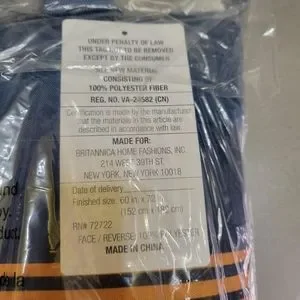 UNDER PENALTY OF LAW
THIS TAG NOT TO BE REMOVED
EXCEPT BY THE CONSUMER
ALL NEW MATERIAL
CONSISTING OF
100% POLYESTER FIBER
REG. NO. VA-24582 (CN)
Certification is made by the manufacturer
that the materials in this article are
described in accordance with law.
MADE FOR:
BRITANNICA HOME FASHIONS, INC.
214 WEST 39TH ST.
NEW YORK, NEW YORK 10018
Date of delivery
Finished size: 60 in. x 72
(152 cm x 182 cm)
RN# 72722
FACE / REVERSE: 100% POLYESTER
MADE IN CHINA